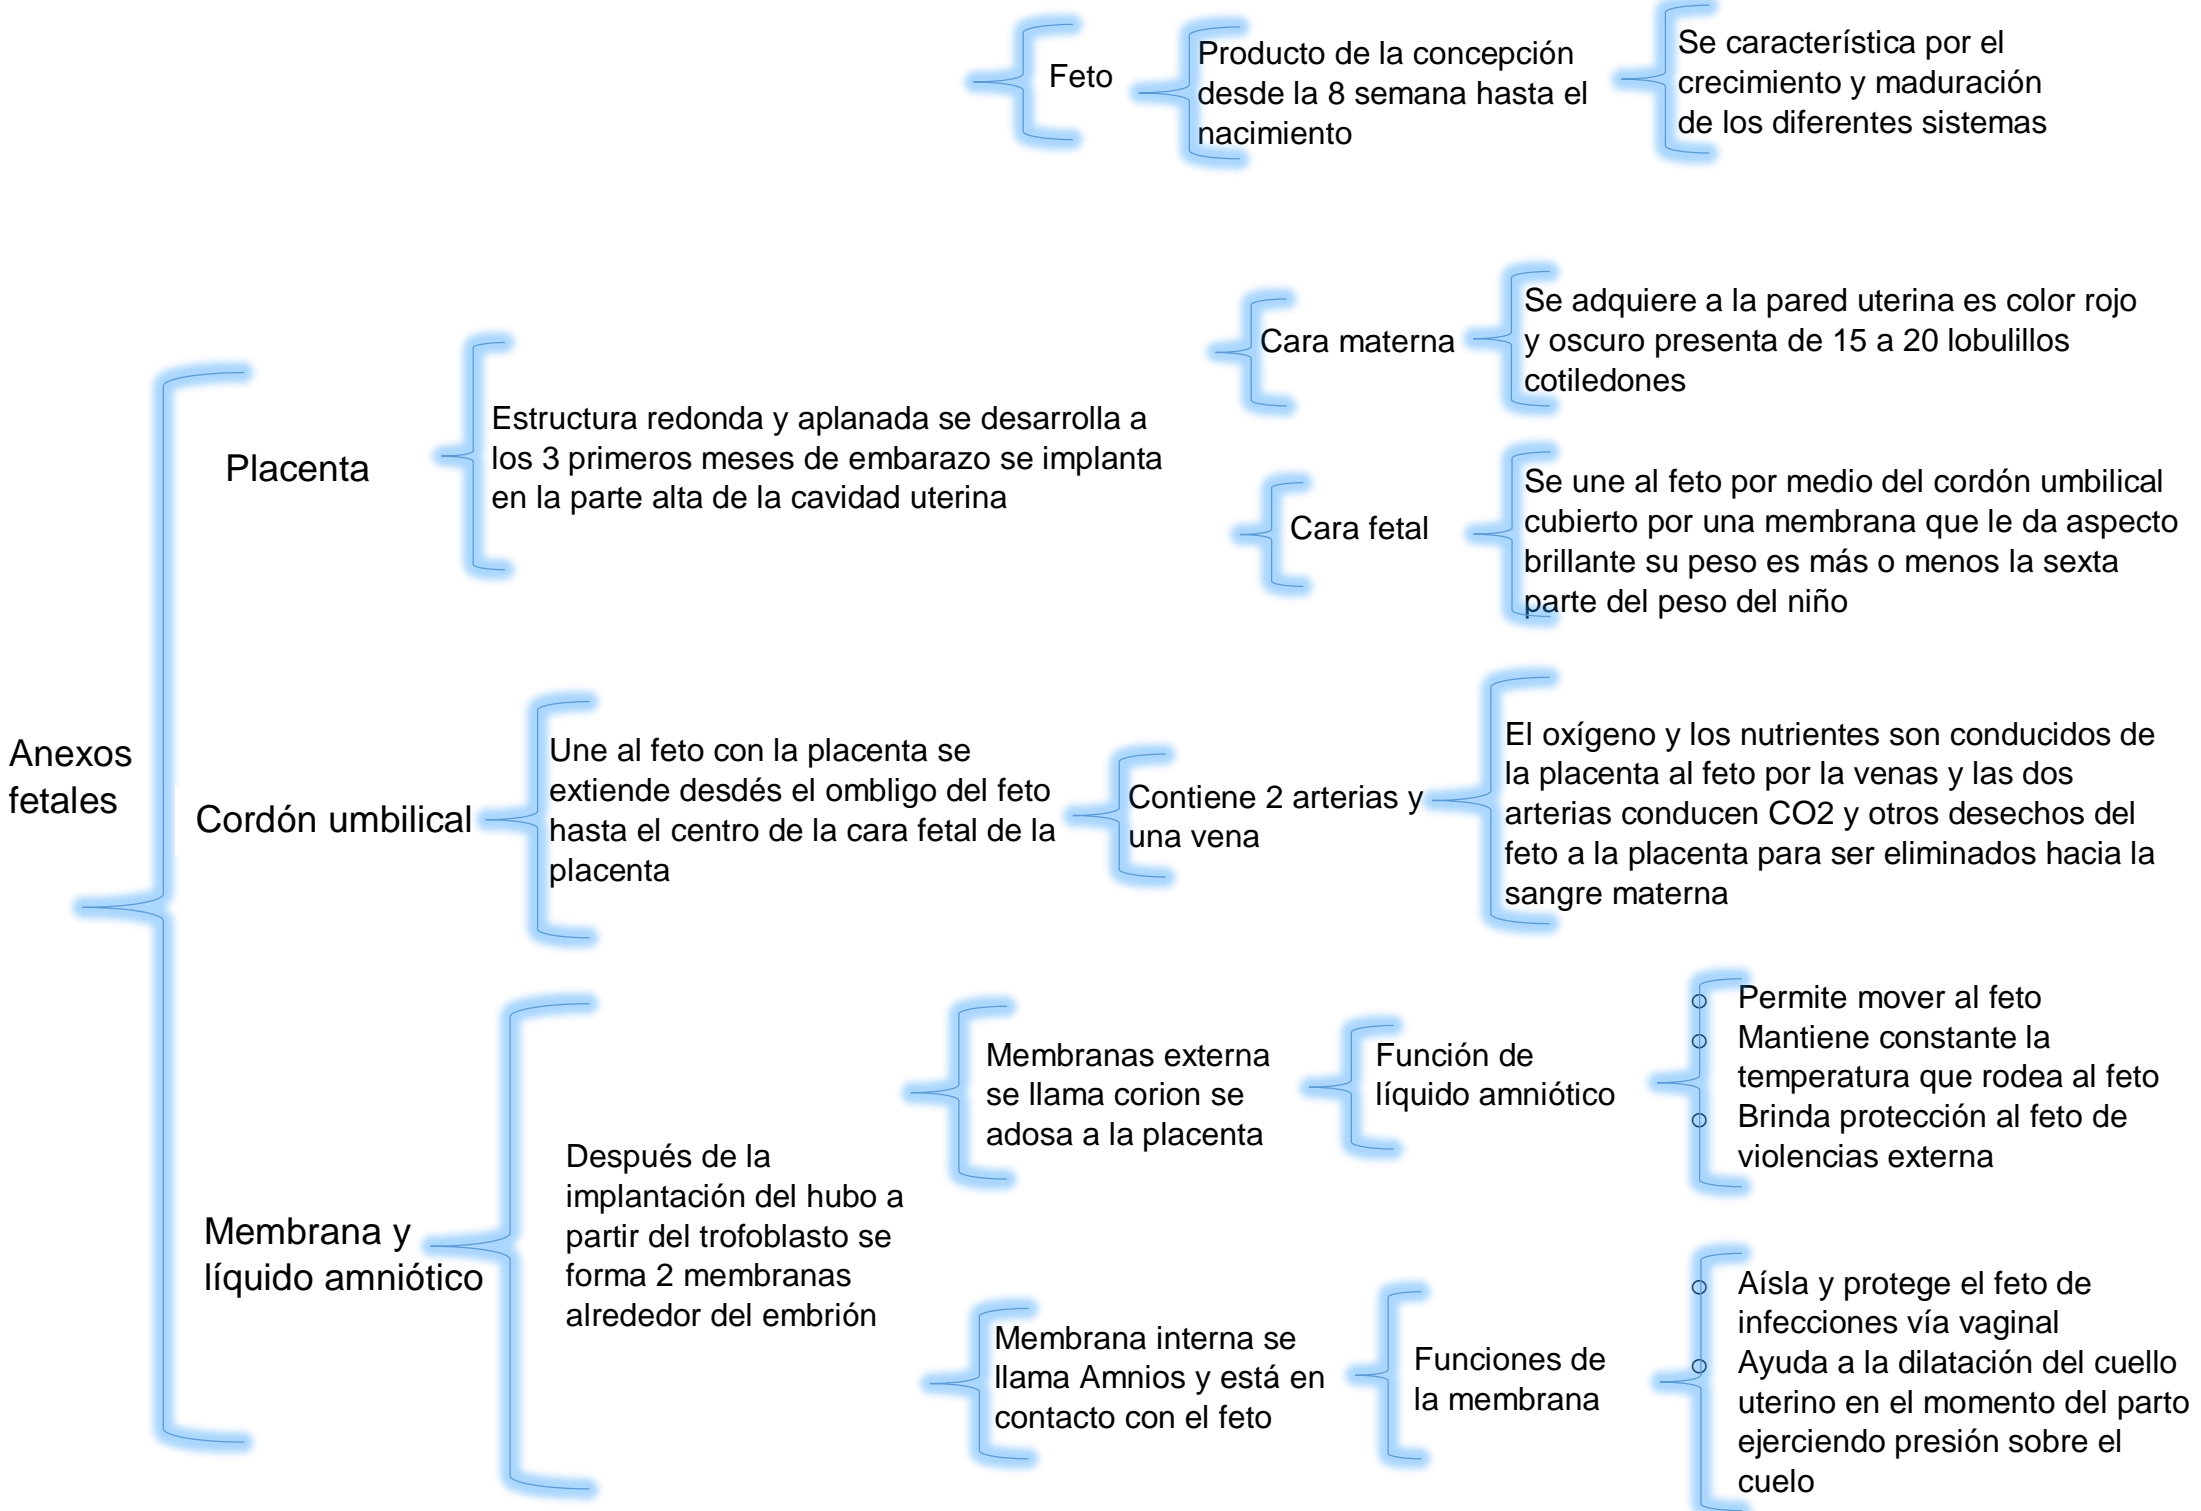 Feto
Producto de la concepción
desde la 8 semana hasta el
nacimiento
Se característica por el
crecimiento y maduración
de los diferentes sistemas
Anexos
fetales
Placenta
Estructura redonda y aplanada se desarrolla a
los 3 primeros meses de embarazo se implanta
en la parte alta de la cavidad uterina
Cara materna
Se adquiere a la pared uterina es color rojo
y oscuro presenta de 15 a 20 lobulillos
cotiledones
Cara fetal
Se une al feto por medio del cordón umbilical
cubierto por una membrana que le da aspecto
brillante su peso es más o menos la sexta
parte del peso del niño
Cordón umbilical
Une al feto con la placenta se
extiende desdés el ombligo del feto
hasta el centro de la cara fetal de la
placenta
Contiene 2 arterias y
una vena
El oxígeno y los nutrientes son conducidos de
la placenta al feto por la venas y las dos
arterias conducen CO2 y otros desechos del
feto a la placenta para ser eliminados hacia la
sangre materna
Membrana y
líquido amniótico
Después de la
implantación del hubo a
partir del trofoblasto se
forma 2 membranas
alrededor del embrión
Membranas externa
se llama corion se
adosa a la placenta
Función de
líquido amniótico
o Permite mover al feto
o Mantiene constante la
temperatura que rodea al feto
o Brinda protección al feto de
violencias externa
Membrana interna se
llama Amnios y está en
contacto con el feto
Funciones de
la membrana
o Aísla y protege el feto de
infecciones vía vaginal
o Ayuda a la dilatación del cuello
uterino en el momento del parto
ejerciendo presión sobre el
cuelo